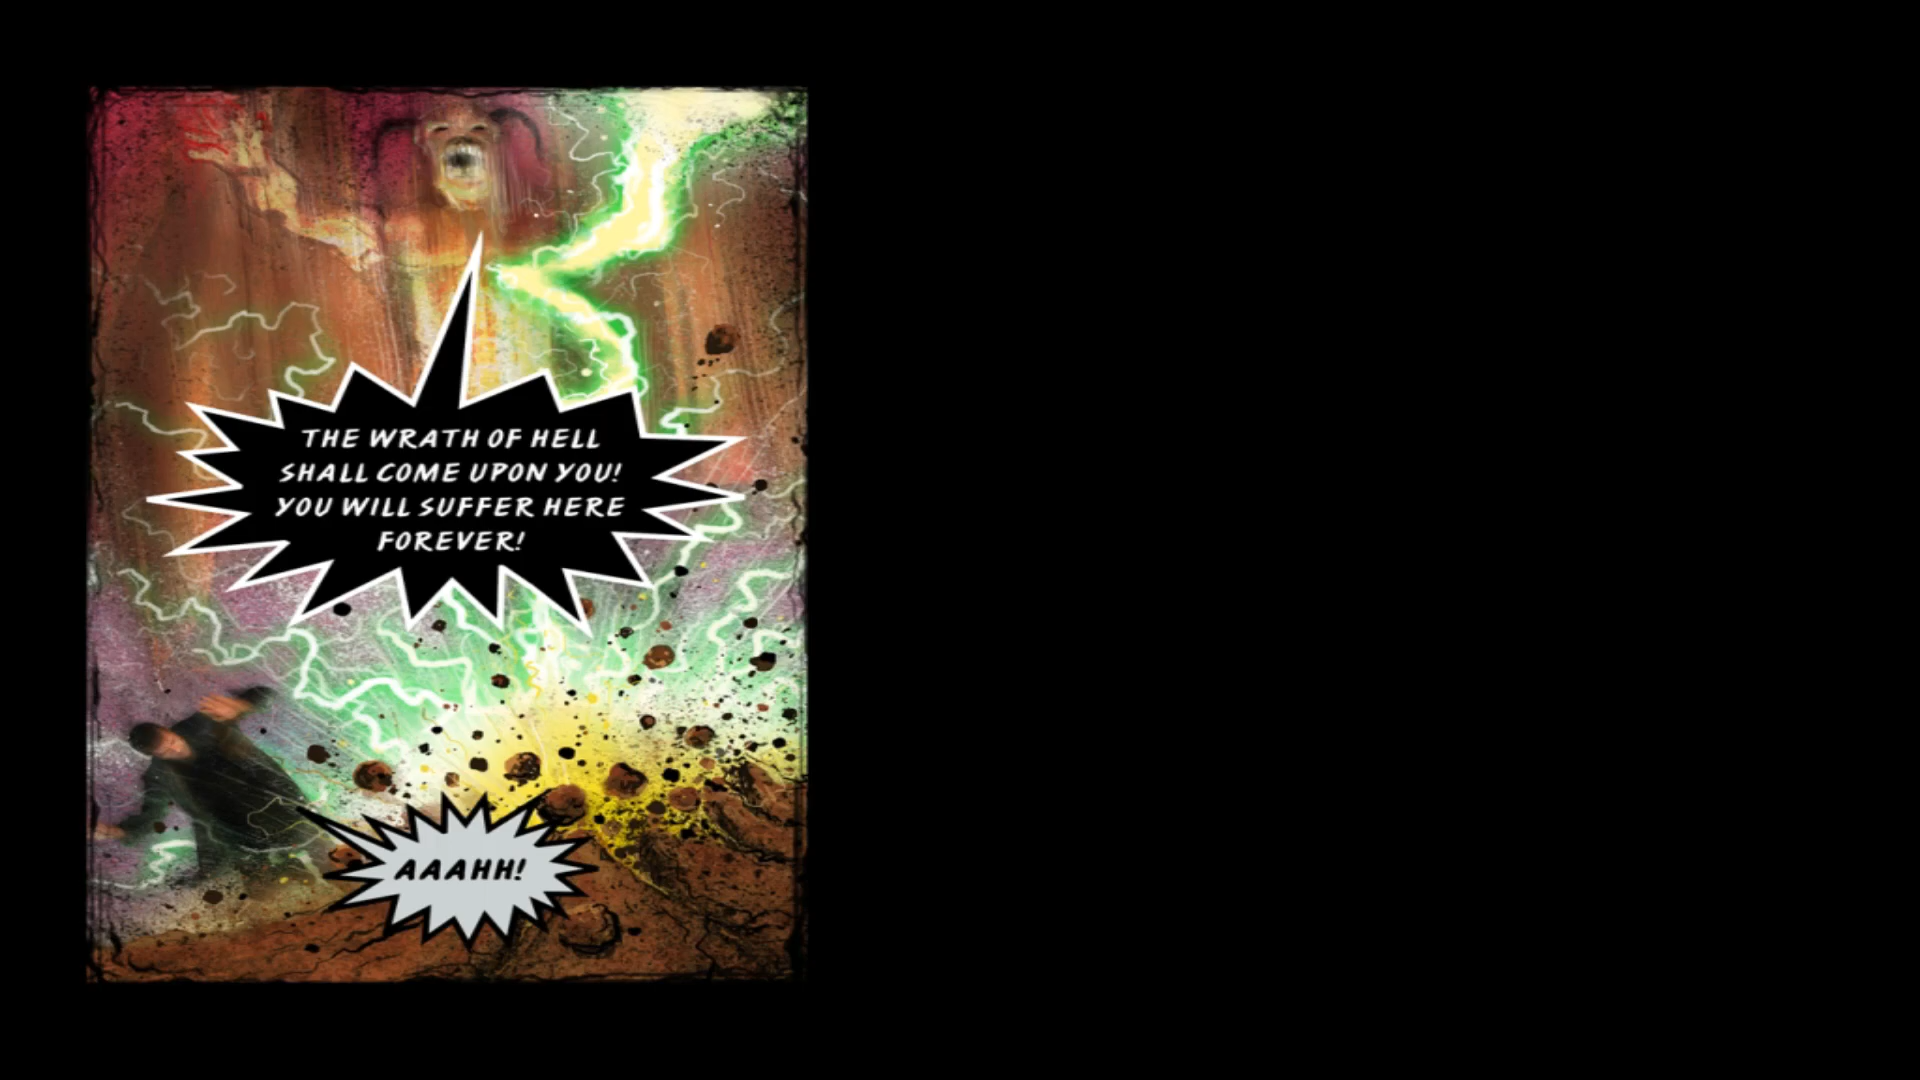 THE WRATH OF HELL
SHALL COME UPON YOU!
YOU WILL SUFFER HERE
FOREVER!
AAAHH!